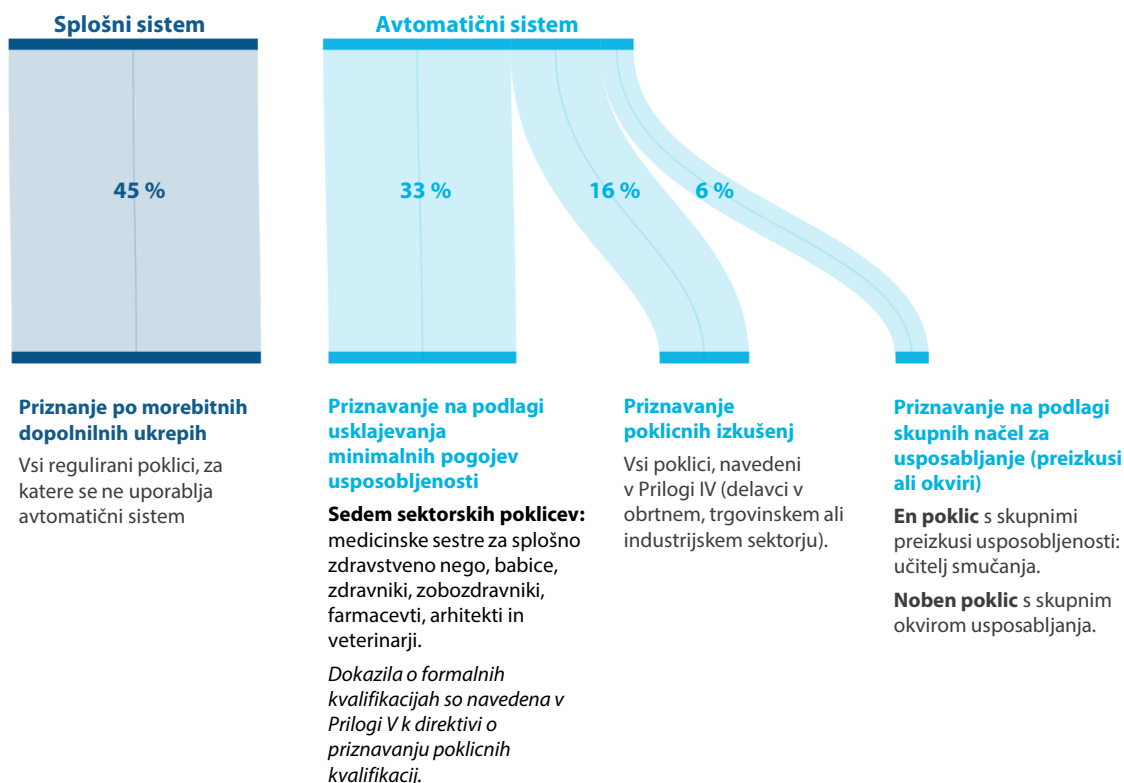 Splošni sistem
Avtomatični sistem
45 %
33 %
16 %
6 %
Priznanje po morebitnih
dopolnilnih ukrepih
Vsi regulirani poklici, za
katere se ne uporablja
avtomatični sistem
Priznavanje na podlagi
usklajevanja
minimalnih pogojev
usposobljenosti
Sedem sektorskih poklicev:
medicinske sestre za splošno
zdravstveno nego, babice,
zdravniki, zobozdravniki,
farmacevti, arhitekti in
veterinarji.
Dokazila o formalnih
kvalifikacijah so navedena v
Prilogi V k direktivi o
priznavanju poklicnih
kvalifikacij.
Priznavanje
poklicnih izkušenj
Vsi poklici, navedeni
v Prilogi IV (delavci v
obrtnem, trgovinskem ali
industrijskem sektorju).
Priznavanje na podlagi
skupnih načel za
usposabljanje (preizkusi
ali okviri)
En poklic s skupnimi
preizkusi usposobljenosti:
učitelj smučanja.
Noben poklic s skupnim
okvirom usposabljanja.